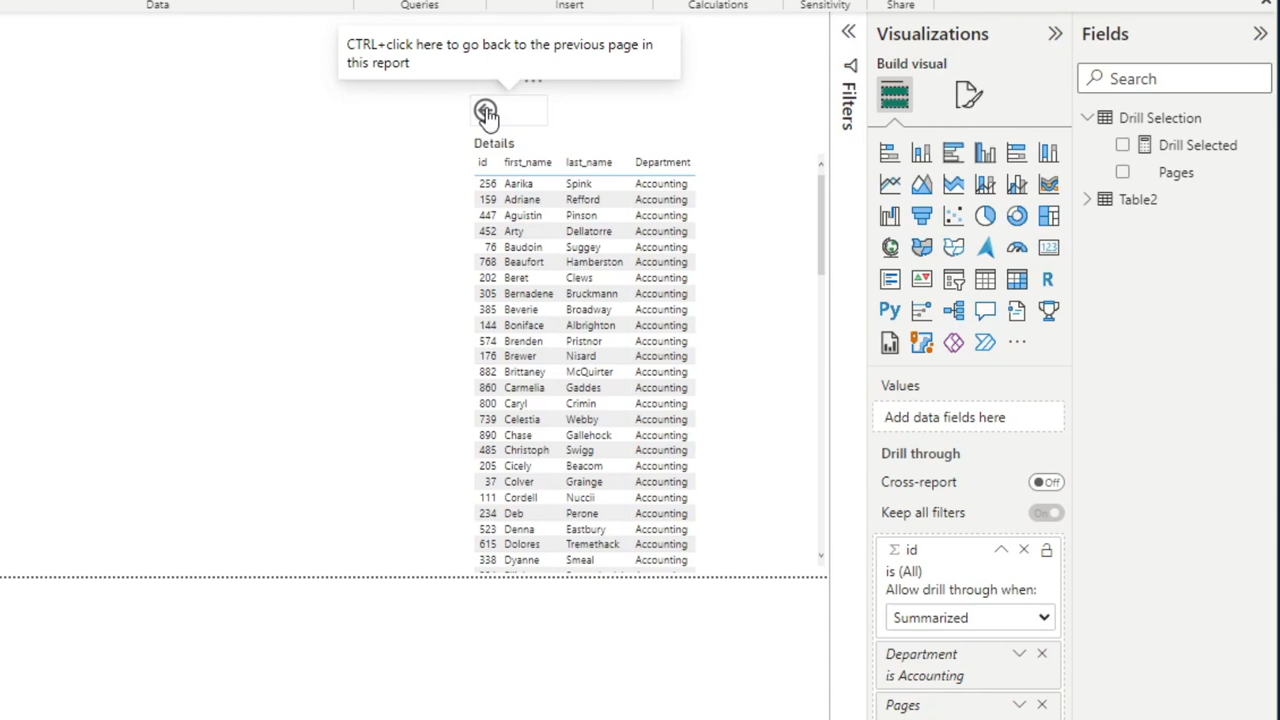 Data
Queries
Insert
Calculations
Sensitivity
Share
CTRL+click here to go back to the previous page in
this report
Details
id first_name last_name Department
256 Aarika Spink Accounting
159 Adriane Refford Accounting
447 Aguistin Pinson Accounting
452 Arty Dellatorre Accounting
76 Baudoin Suggey Accounting
768 Beaufort Hamberston Accounting
202 Beret Clews Accounting
305 Bernadene Bruckmann Accounting
385 Beverie Broadway Accounting
144 Boniface Albrighton Accounting
574 Brenden Pristnor Accounting
176 Brewer Nisard Accounting
882 Brittaney McQuirter Accounting
860 Carmelia Gaddes Accounting
800 Caryl Crimin Accounting
739 Celestia Webby Accounting
890 Chase Gallehock Accounting
485 Christoph Swigg Accounting
205 Cicely Beacom Accounting
37 Colver Grainge Accounting
111 Cordell Nuccii Accounting
234 Deb Perone Accounting
523 Denna Eastbury Accounting
615 Dolores Tremethack Accounting
338 Dyanne Smeal Accounting
Filters
Visualizations
Build visual
R
Py
123
Values
Add data fields here
Drill through
Cross-report Off
Keep all filters On
id
is (All)
Allow drill through when:
Summarized
Department
is Accounting
Pages
Fields
Search
Drill Selection
Drill Selected
Pages
Table2